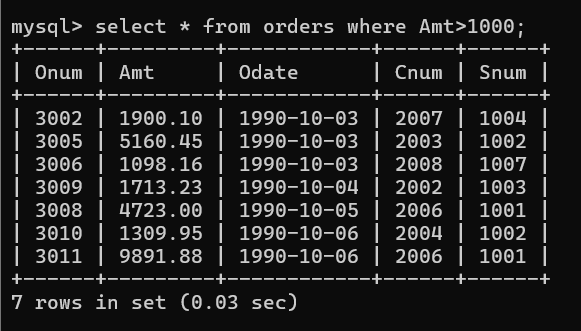 mysql> select * from orders where Amt>1000;
+------+---------+------------+------+------+
| Onum | Amt     | Odate      | Cnum | Snum |
+------+---------+------------+------+------+
| 3002 | 1900.10 | 1990-10-03 | 2007 | 1004 |
| 3005 | 5160.45 | 1990-10-03 | 2003 | 1002 |
| 3006 | 1098.16 | 1990-10-03 | 2008 | 1007 |
| 3009 | 1713.23 | 1990-10-04 | 2002 | 1003 |
| 3008 | 4723.00 | 1990-10-05 | 2006 | 1001 |
| 3010 | 1309.95 | 1990-10-06 | 2004 | 1002 |
| 3011 | 9891.88 | 1990-10-06 | 2006 | 1001 |
+------+---------+------------+------+------+
7 rows in set (0.03 sec)